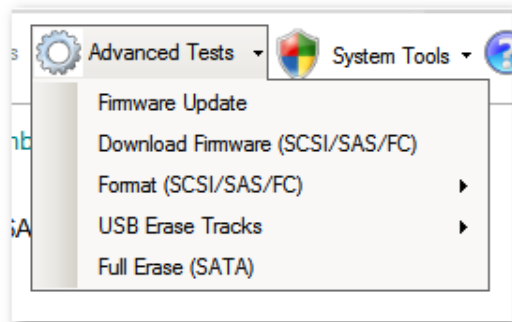 Advanced Tests
System Tools
Firmware Update
Download Firmware (SCSI/SAS/FC)
Format (SCSI/SAS/FC)
USB Erase Tracks
Full Erase (SATA)